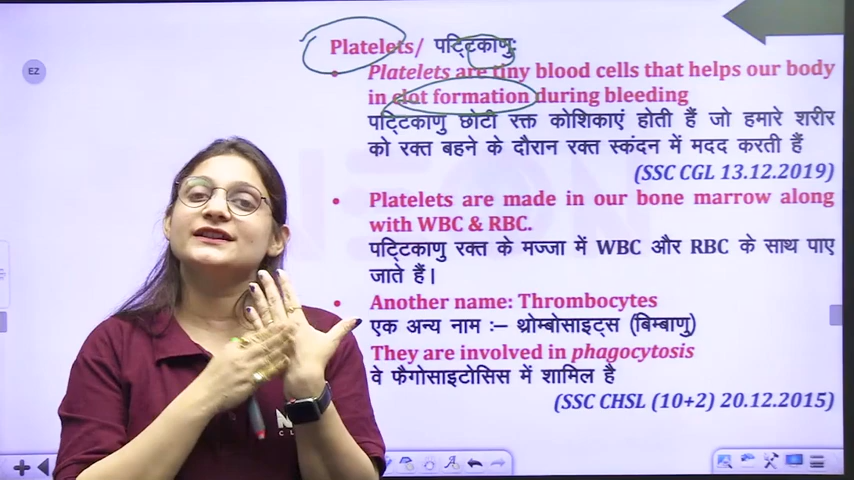 Platelets/ पट्टिकाणुः
EZ
• Platelets are tiny blood cells that helps our body
in clot formation during bleeding
पट्टिकाणु छोटी रक्त कोशिकाएं होती हैं जो हमारे शरीर
को रक्त बहने के दौरान रक्त स्कंदन में मदद करती हैं
(SSC CGL 13.12.2019)
• Platelets are made in our bone marrow along
with WBC & RBC.
पट्टिकाणु रक्त के मज्जा में WBC और RBC के साथ पाए
जाते हैं।
• Another name: Thrombocytes
एक अन्य नाम :– थ्रोम्बोसाइट्स (बिम्बाणु)
They are involved in phagocytosis
वे फैगोसाइटोसिस में शामिल है
(SSC CHSL (10+2) 20.12.2015)